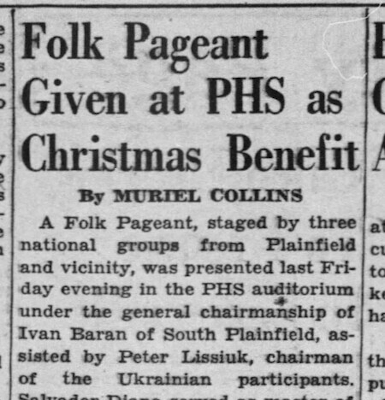 Folk Pageant
Given at PHS as
Christmas Benefit
By MURIEL COLLINS
A Folk Pageant, staged by three
national groups from Plainfield
and vicinity, was presented last Fri-
day evening in the PHS auditorium
under the general chairmanship of
Ivan Baran of South Plainfield, as-
sisted by Peter Lissiuk, chairman
of the Ukrainian participants.